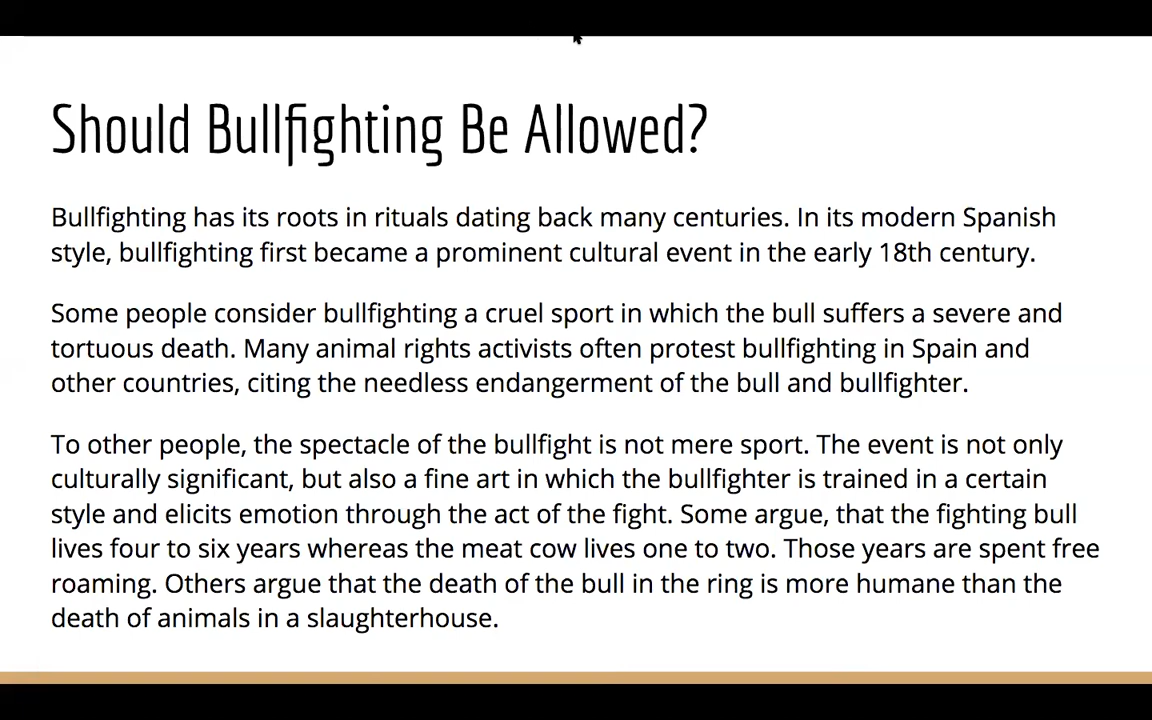 Should Bullfighting Be Allowed?
Bullfighting has its roots in rituals dating back many centuries. In its modern Spanish
style, bullfighting first became a prominent cultural event in the early 18th century.
Some people consider bullfighting a cruel sport in which the bull suffers a severe and
tortuous death. Many animal rights activists often protest bullfighting in Spain and
other countries, citing the needless endangerment of the bull and bullfighter.
To other people, the spectacle of the bullfight is not mere sport. The event is not only
culturally significant, but also a fine art in which the bullfighter is trained in a certain
style and elicits emotion through the act of the fight. Some argue, that the fighting bull
lives four to six years whereas the meat cow lives one to two. Those years are spent free
roaming. Others argue that the death of the bull in the ring is more humane than the
death of animals in a slaughterhouse.